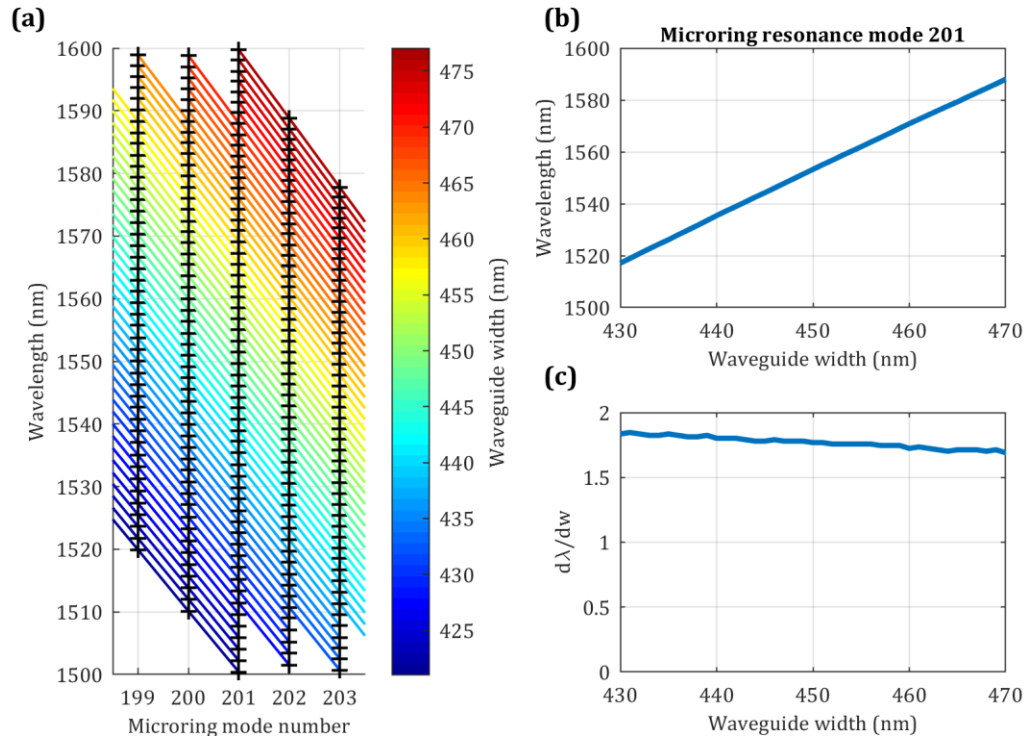 (a)
1600
1590
1580
1570
1560
1550
1540
1530
1520
1510
1500
Wavelength (nm)
199 200 201 202 203
Microring mode number
475
470
465
460
455
450
445
440
435
430
425
Waveguide width (nm)
(b)
Microring resonance mode 201
1600
1580
1560
1540
1520
1500
Wavelength (nm)
430 440 450 460 470
Waveguide width (nm)
(c)
2
1.5
1
0.5
0
dλ/dw
430 440 450 460 470
Waveguide width (nm)